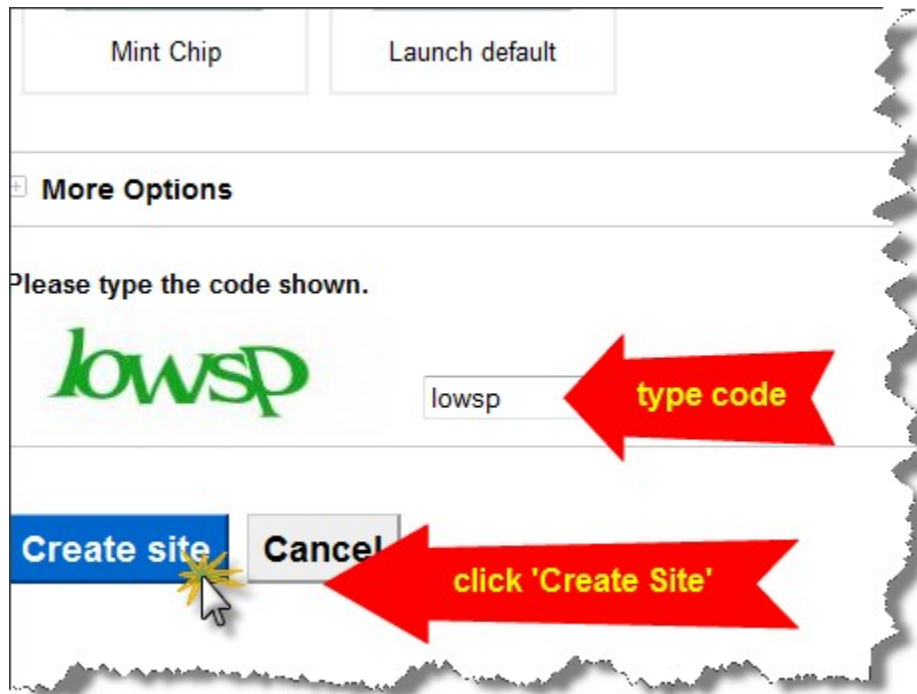 Mint Chip Launch default
More Options
Please type the code shown.
lowsp
lowsp type code
Create site Cancel
click 'Create Site'